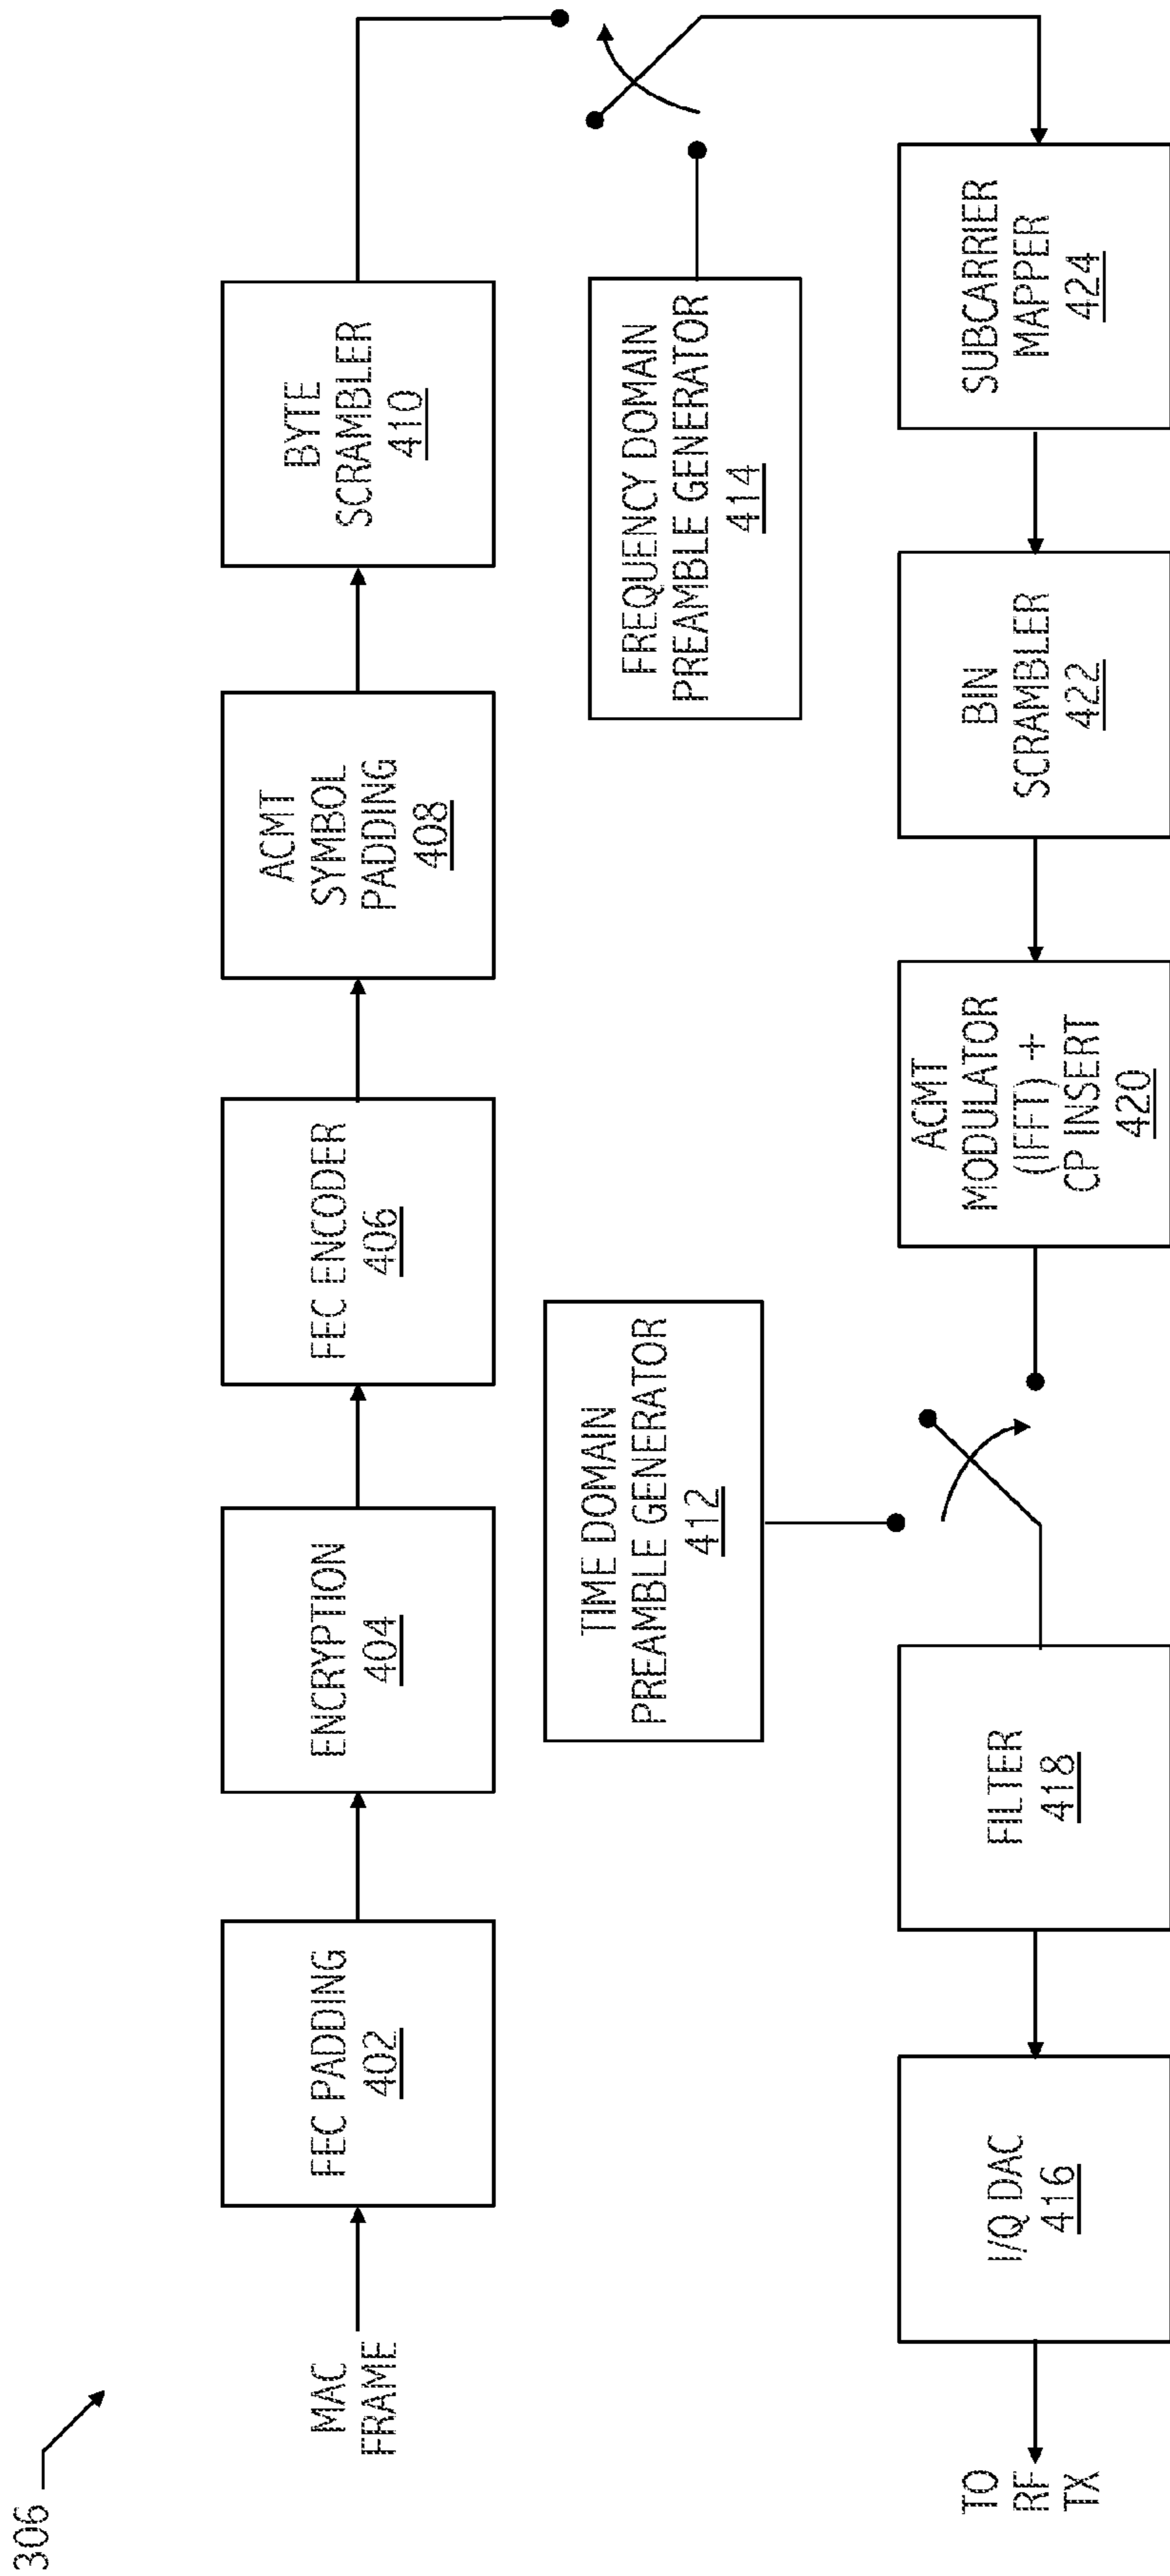 306
MAC
FRAME
FEC PADDING
402
ENCRYPTION
404
FEC ENCODER
406
ACMT
SYMBOL
PADDING
408
BYTE
SCRAMBLER
410
TIME DOMAIN
PREAMBLE GENERATOR
412
FREQUENCY DOMAIN
PREAMBLE GENERATOR
414
TO
RF
TX
I/Q DAC
416
FILTER
418
ACMT
MODULATOR
(IFFT) +
CP INSERT
420
BIN
SCRAMBLER
422
SUBCARRIER
MAPPER
424